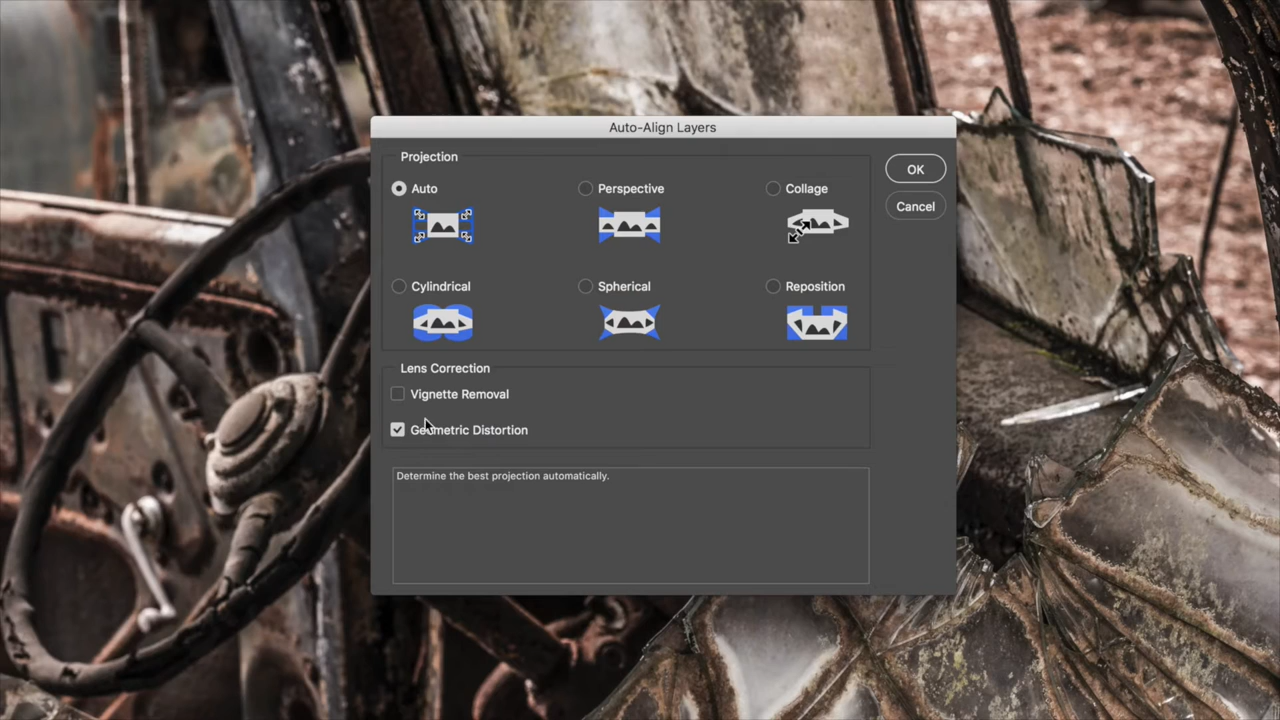 Auto-Align Layers
Projection
Auto
Perspective
Collage
OK
Cancel
Cylindrical
Spherical
Reposition
Lens Correction
Vignette Removal
Geometric Distortion
Determine the best projection automatically.